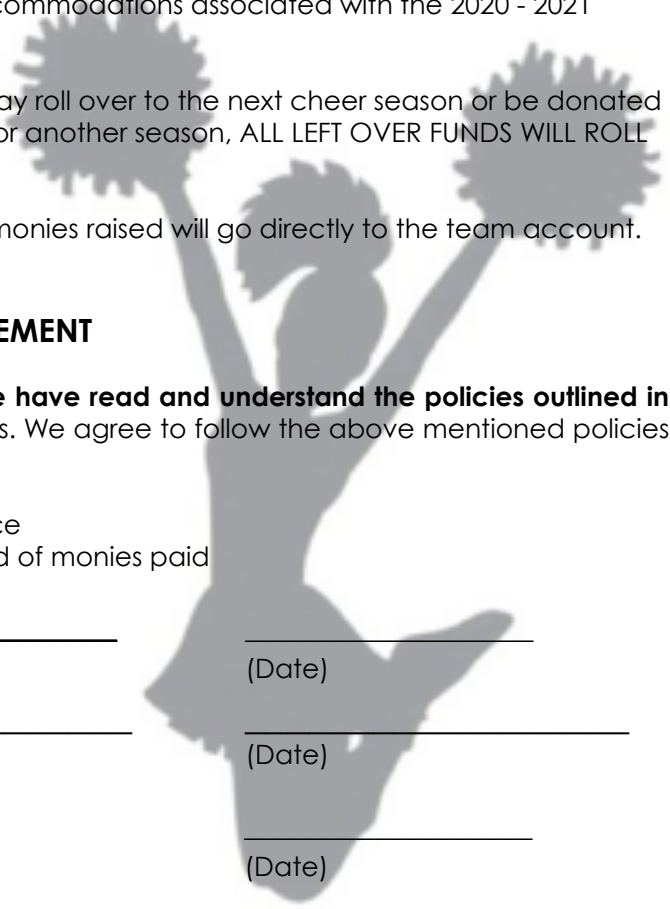 commodations associated with the 2020 - 2021
ay roll over to the next cheer season or be donated
or another season, ALL LEFT OVER FUNDS WILL ROLL
monies raised will go directly to the team account.
EMENT
e have read and understand the policies outlined in
s. We agree to follow the above mentioned policies
ce
d of monies paid
(Date)
(Date)
(Date)